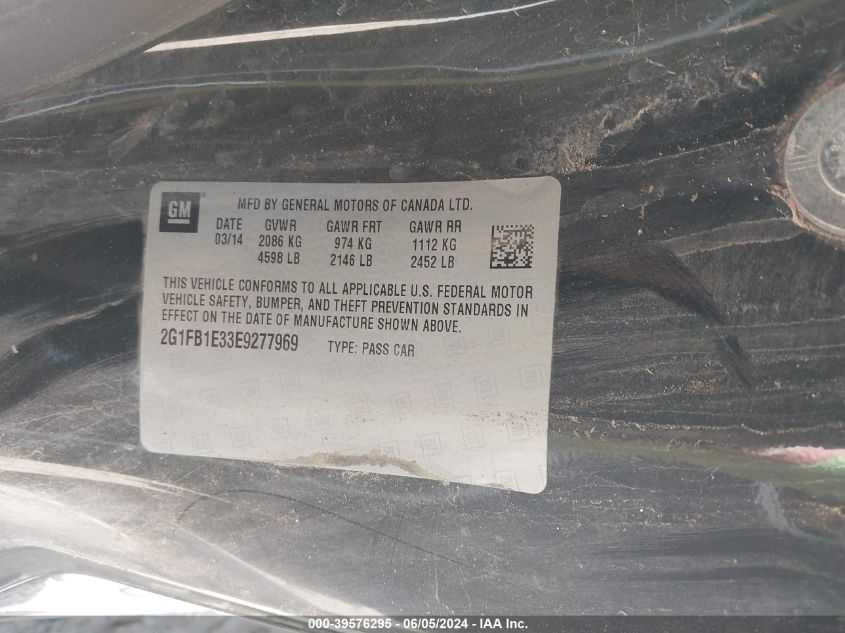 GM
MFD BY GENERAL MOTORS OF CANADA LTD.
DATE GVWR GAWR FRT GAWR RR
03/14 2086 KG 974 KG 1112 KG
4598 LB 2146 LB 2452 LB
THIS VEHICLE CONFORMS TO ALL APPLICABLE U.S. FEDERAL MOTOR
VEHICLE SAFETY, BUMPER, AND THEFT PREVENTION STANDARDS IN
EFFECT ON THE DATE OF MANUFACTURE SHOWN ABOVE.
2G1FB1E33E9277969 TYPE: PASS CAR
000-39576295 - 06/05/2024 - IAA Inc.